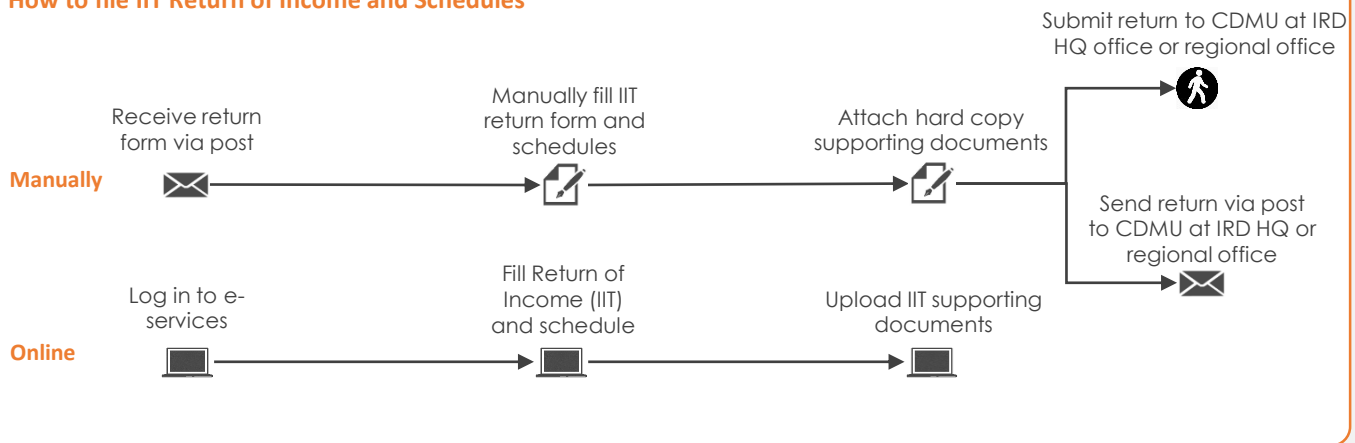 How to file IIT Return of Income and Schedules
Submit return to CDMU at IRD
HQ office or regional office
Manually
Receive return
form via post
Manually fill IIT
return form and
schedules
Attach hard copy
supporting documents
Send return via post
to CDMU at IRD HQ or
regional office
Online
Log in to e-
services
Fill Return of
Income (IIT)
and schedule
Upload IIT supporting
documents